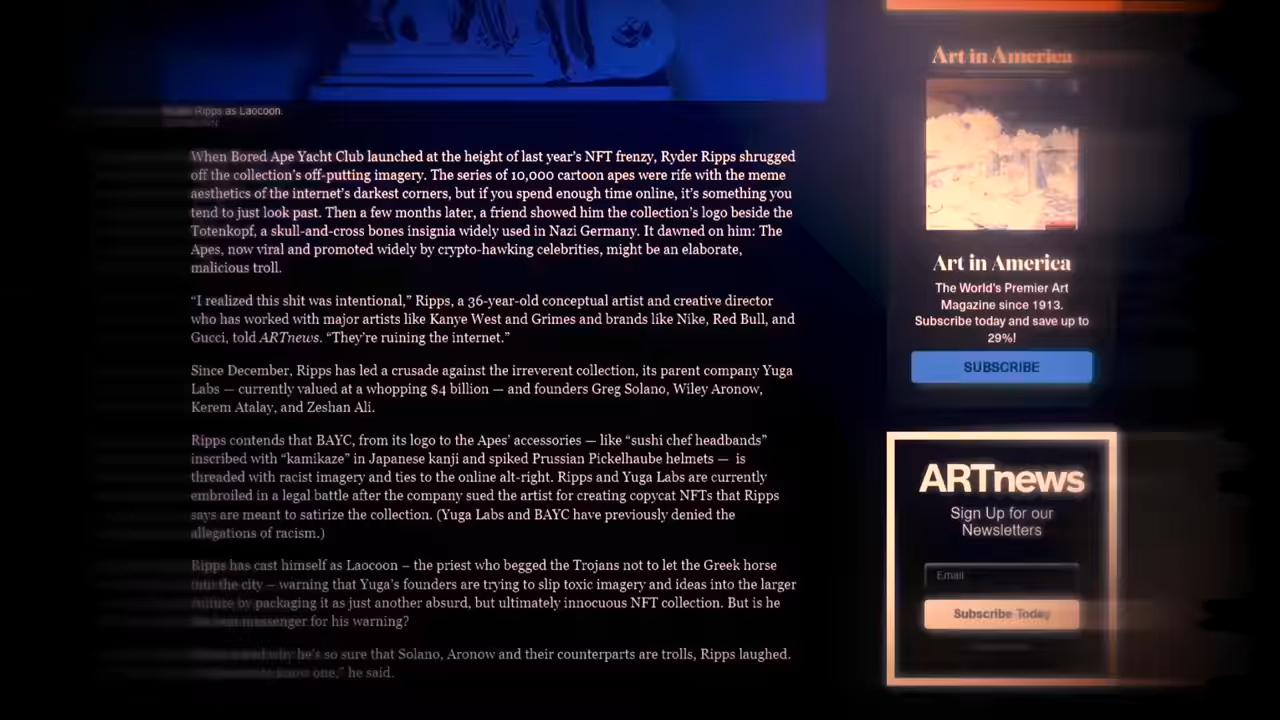 Ripps as Laocoon.
When Bored Ape Yacht Club launched at the height of last year's NFT frenzy, Ryder Ripps shrugged
off the collection's off-putting imagery. The series of 10,000 cartoon apes were rife with the meme
aesthetics of the internet's darkest corners, but if you spend enough time online, it's something you
tend to just look past. Then a few months later, a friend showed him the collection's logo beside the
Totenkopf, a skull-and-cross bones insignia widely used in Nazi Germany. It dawned on him: The
Apes, now viral and promoted widely by crypto-hawking celebrities, might be an elaborate,
malicious troll.
“I realized this shit was intentional,” Ripps, a 36-year-old conceptual artist and creative director
who has worked with major artists like Kanye West and Grimes and brands like Nike, Red Bull, and
Gucci, told ARTnews. “They're ruining the internet.”
Since December, Ripps has led a crusade against the irreverent collection, its parent company Yuga
Labs — currently valued at a whopping $4 billion — and founders Greg Solano, Wiley Aronow,
Kerem Atalay, and Zeshan Ali.
Ripps contends that BAYC, from its logo to the Apes' accessories — like “sushi chef headbands”
inscribed with “kamikaze” in Japanese kanji and spiked Prussian Pickelhaube helmets — is
threaded with racist imagery and ties to the online alt-right. Ripps and Yuga Labs are currently
embroiled in a legal battle after the company sued the artist for creating copycat NFTs that Ripps
says are meant to satirize the collection. (Yuga Labs and BAYC have previously denied the
allegations of racism.)
Ripps has cast himself as Laocoon – the priest who begged the Trojans not to let the Greek horse
into the city – warning that Yuga's founders are trying to slip toxic imagery and ideas into the larger
culture by packaging it as just another absurd, but ultimately innocuous NFT collection. But is he
the best messenger for his warning?
why he's so sure that Solano, Aronow and their counterparts are trolls, Ripps laughed.
know one,” he said.
Art in America
Art in America
The World's Premier Art
Magazine since 1913.
Subscribe today and save up to
29%!
SUBSCRIBE
ARTnews
Sign Up for our
Newsletters
Email
Subscribe Today